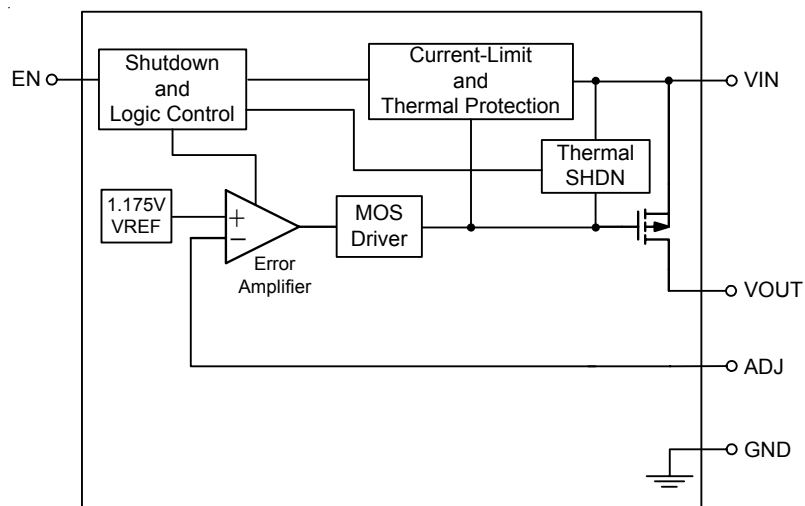 EN
Shutdown
and
Logic Control
Current-Limit
and
Thermal Protection
VIN
Thermal
SHDN
1.175V
VREF
+
−
Error
Amplifier
MOS
Driver
VOUT
ADJ
GND